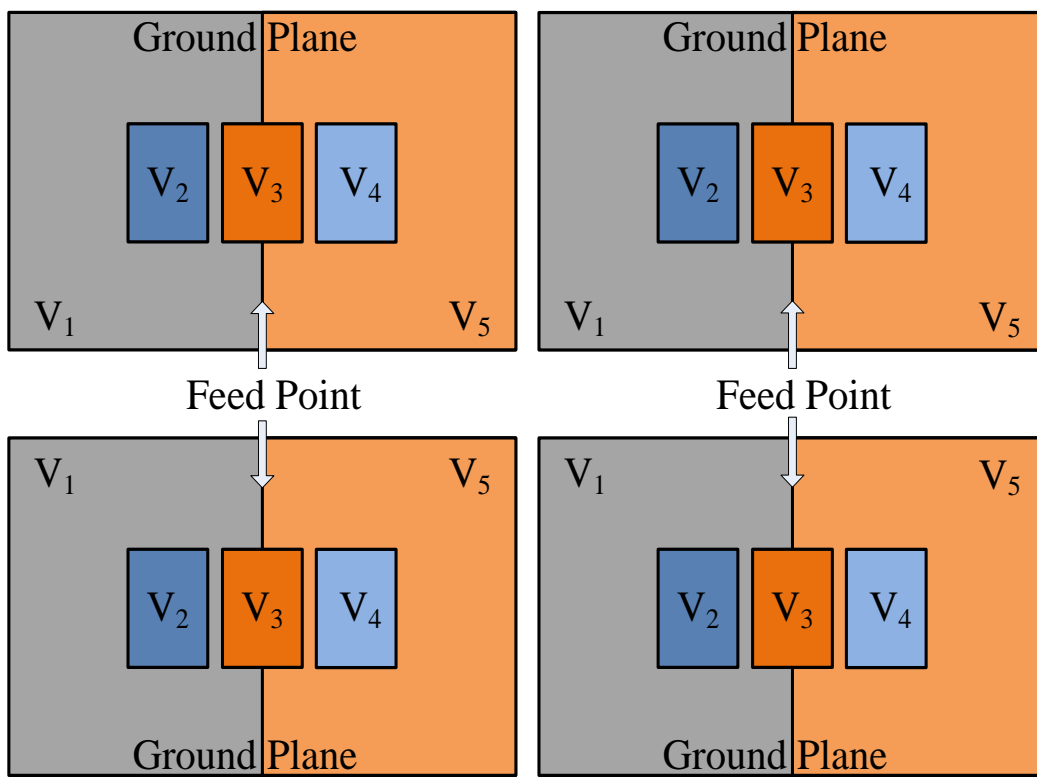 Ground Plane Ground Plane
V₂ V₃ V₄ V₂ V₃ V₄
V₁ V₅ V₁ V₅
Feed Point Feed Point
V₁ V₅ V₁ V₅
V₂ V₃ V₄ V₂ V₃ V₄
Ground Plane Ground Plane